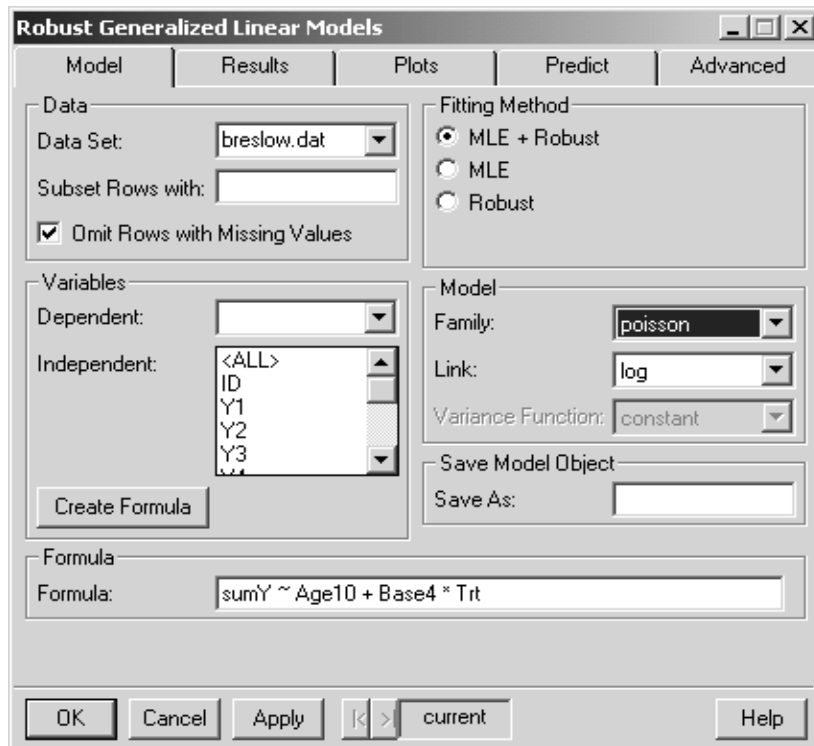 Robust Generalized Linear Models
Model Results Plots Predict Advanced
Data
Data Set: breslow.dat
Subset Rows with:
Omit Rows with Missing Values
Fitting Method
MLE + Robust
MLE
Robust
Variables
Dependent:
Independent: <ALL>
ID
Y1
Y2
Y3
Create Formula
Model
Family: poisson
Link: log
Variance Function: constant
Save Model Object
Save As:
Formula
Formula: sumY ~ Age10 + Base4 * Trt
OK Cancel Apply |< >| current Help